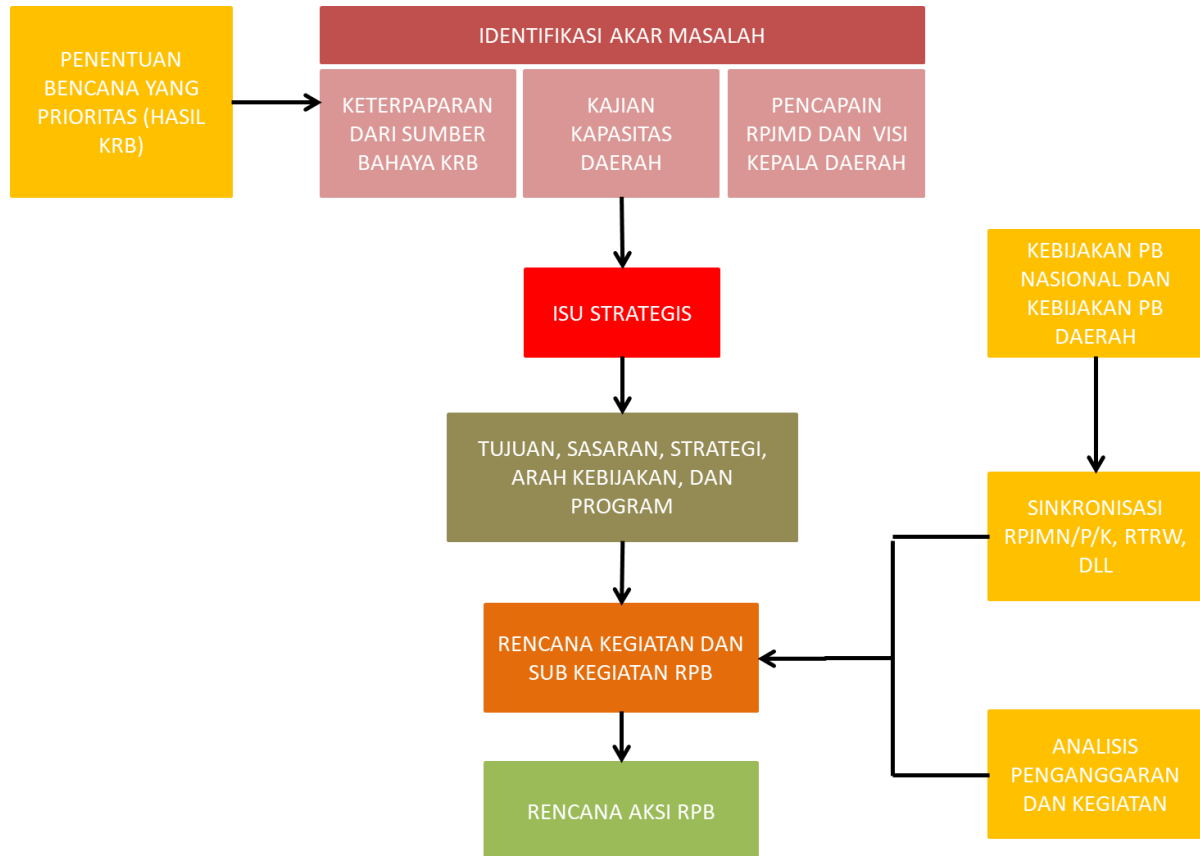 PENENTUAN
BENCANA YANG
PRIORITAS (HASIL
KRB)
IDENTIFIKASI AKAR MASALAH
KETERPAPARAN
DARI SUMBER
BAHAYA KRB
KAJIAN
KAPASITAS
DAERAH
PENCAPAIN
RPJMD DAN VISI
KEPALA DAERAH
ISU STRATEGIS
KEBIJAKAN PB
NASIONAL DAN
KEBIJAKAN PB
DAERAH
TUJUAN, SASARAN, STRATEGI,
ARAH KEBIJAKAN, DAN
PROGRAM
SINKRONISASI
RPJMN/P/K, RTRW,
DLL
RENCANA KEGIATAN DAN
SUB KEGIATAN RPB
ANALISIS
PENGANGGARAN
DAN KEGIATAN
RENCANA AKSI RPB